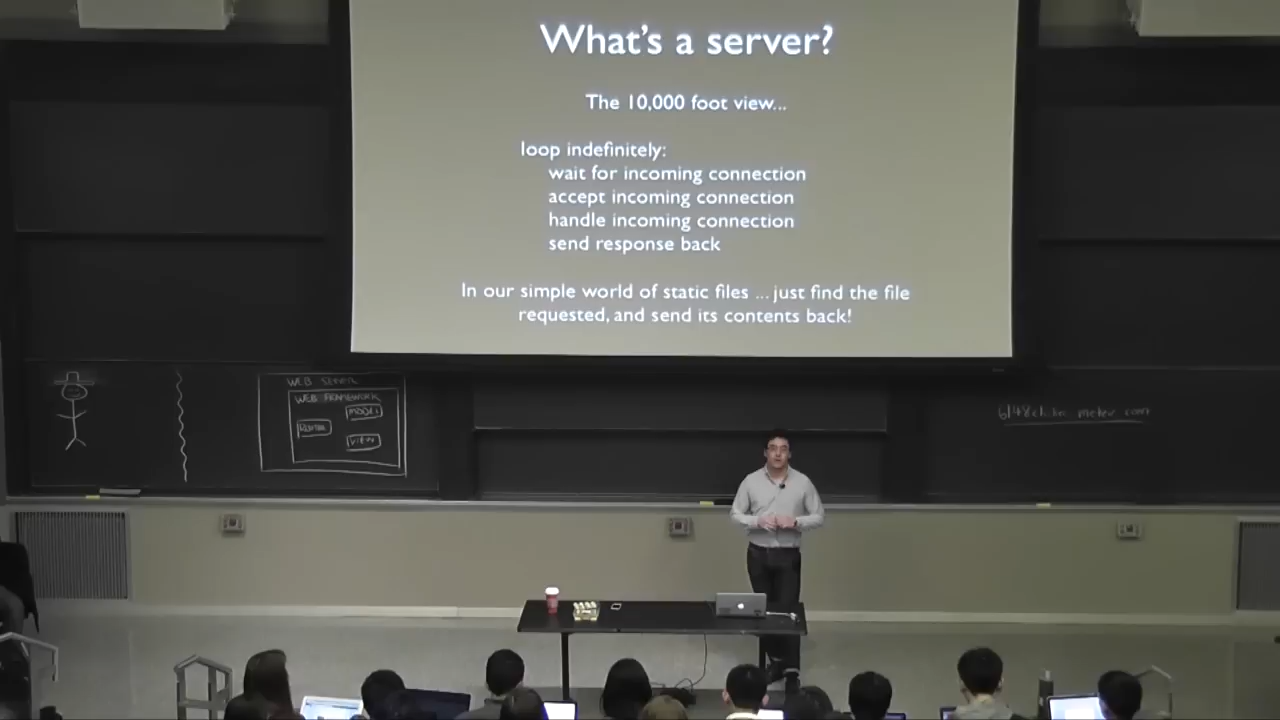 What's a server?
The 10,000 foot view...
loop indefinitely:
wait for incoming connection
accept incoming connection
handle incoming connection
send response back
In our simple world of static files ... just find the file
requested, and send its contents back!
WEB SERVER
WEB FRAMEWORK
MODEL
ROUTER
VIEW